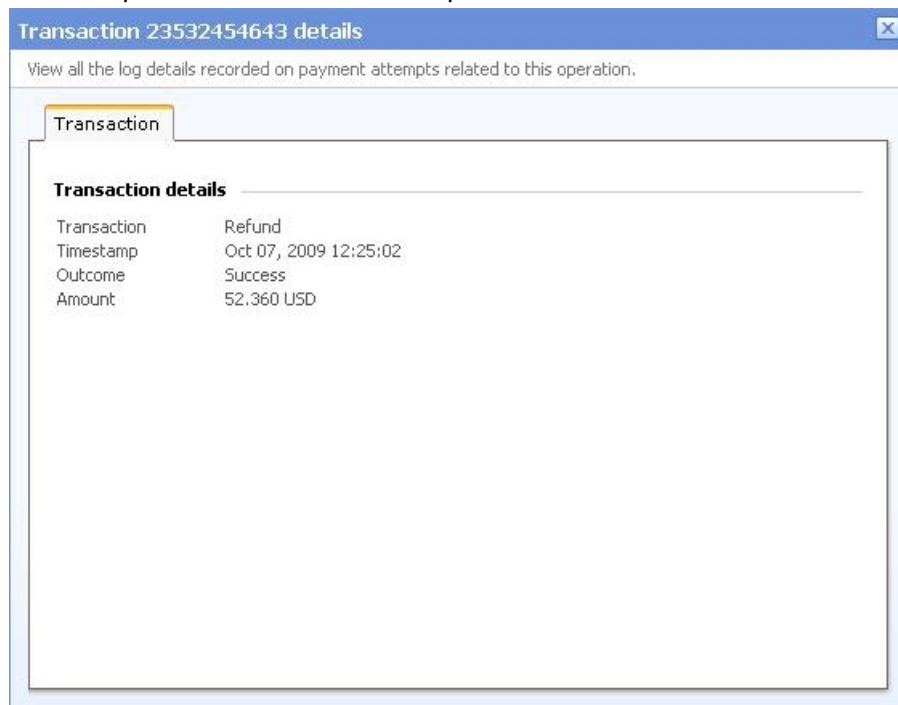 Transaction 23532454643 details
View all the log details recorded on payment attempts related to this operation.
Transaction
Transaction details
Transaction Refund
Timestamp Oct 07, 2009 12:25:02
Outcome Success
Amount 52.360 USD